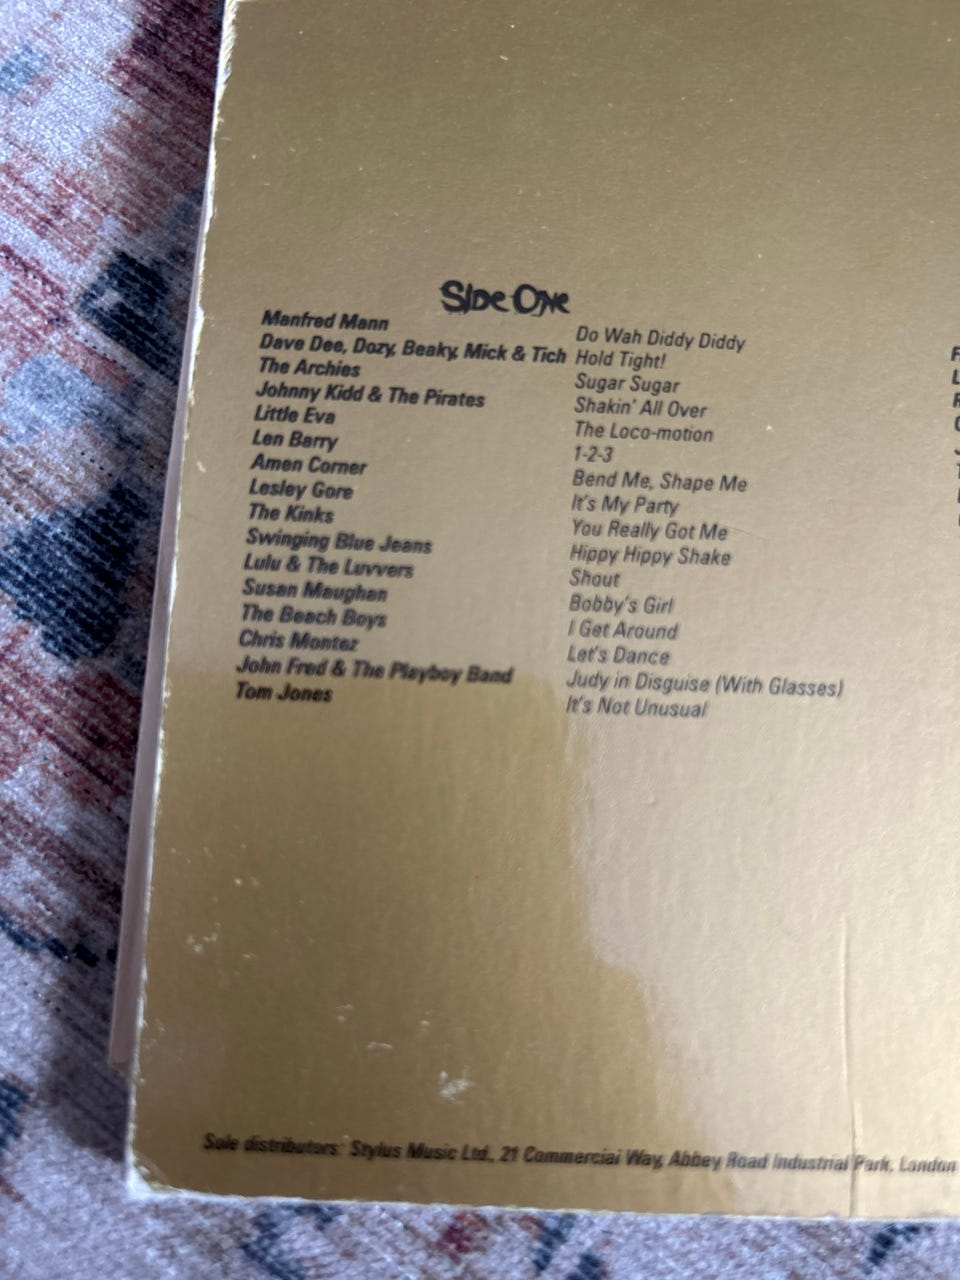 Side One
Manfred Mann Do Wah Diddy Diddy
Dave Dee, Dozy, Beaky, Mick & Tich Hold Tight!
The Archies Sugar Sugar
Johnny Kidd & The Pirates Shakin' All Over
Little Eva The Loco-motion
Len Barry 1-2-3
Amen Corner Bend Me, Shape Me
Lesley Gore It's My Party
The Kinks You Really Got Me
Swinging Blue Jeans Hippy Hippy Shake
Lulu & The Luvvers Shout
Susan Maughan Bobby's Girl
The Beach Boys I Get Around
Chris Montez Let's Dance
John Fred & The Playboy Band Judy in Disguise (With Glasses)
Tom Jones It's Not Unusual
Sole distributors: Stylus Music Ltd., 21 Commercial Way, Abbey Road Industrial Park, London